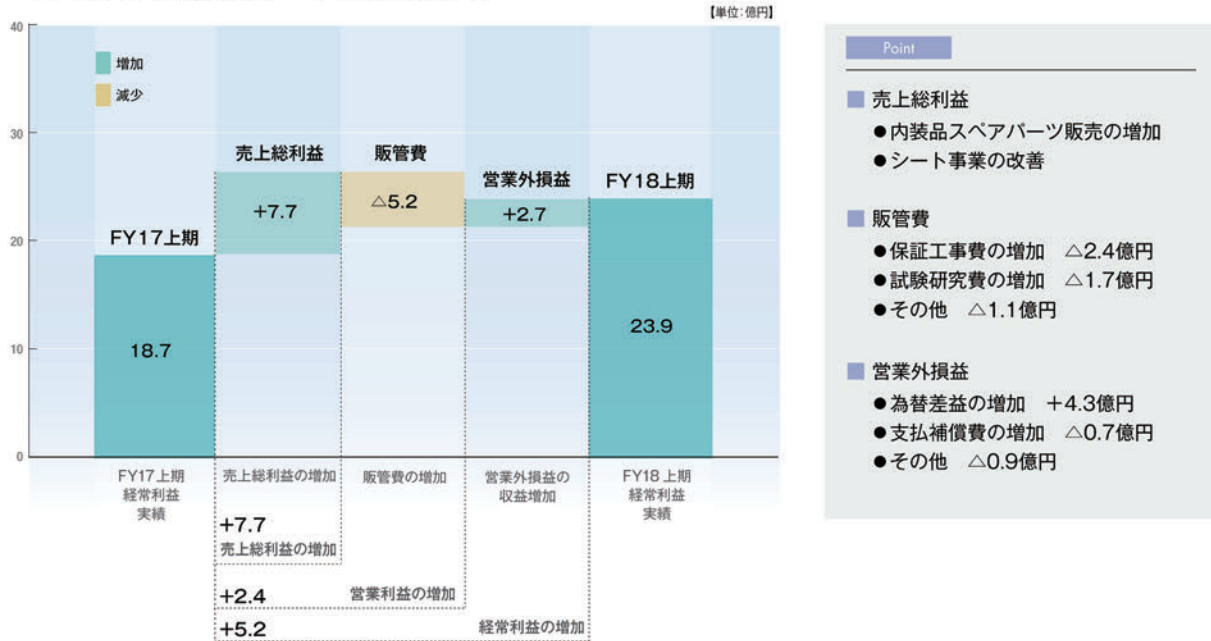 【単位：億円】
40
30
20
10
0
増加
減少
FY17上期
18.7
売上総利益
+7.7
販管費
△5.2
営業外損益
+2.7
FY18上期
23.9
FY17上期
経常利益
実績
売上総利益の増加
販管費の増加
営業外損益の
収益増加
FY18上期
経常利益
実績
+7.7
売上総利益の増加
+2.4 営業利益の増加
+5.2 経常利益の増加
Point
売上総利益
●内装品スペアパーツ販売の増加
●シート事業の改善
販管費
●保証工事費の増加 △2.4億円
●試験研究費の増加 △1.7億円
●その他 △1.1億円
営業外損益
●為替差益の増加 +4.3億円
●支払補償費の増加 △0.7億円
●その他 △0.9億円